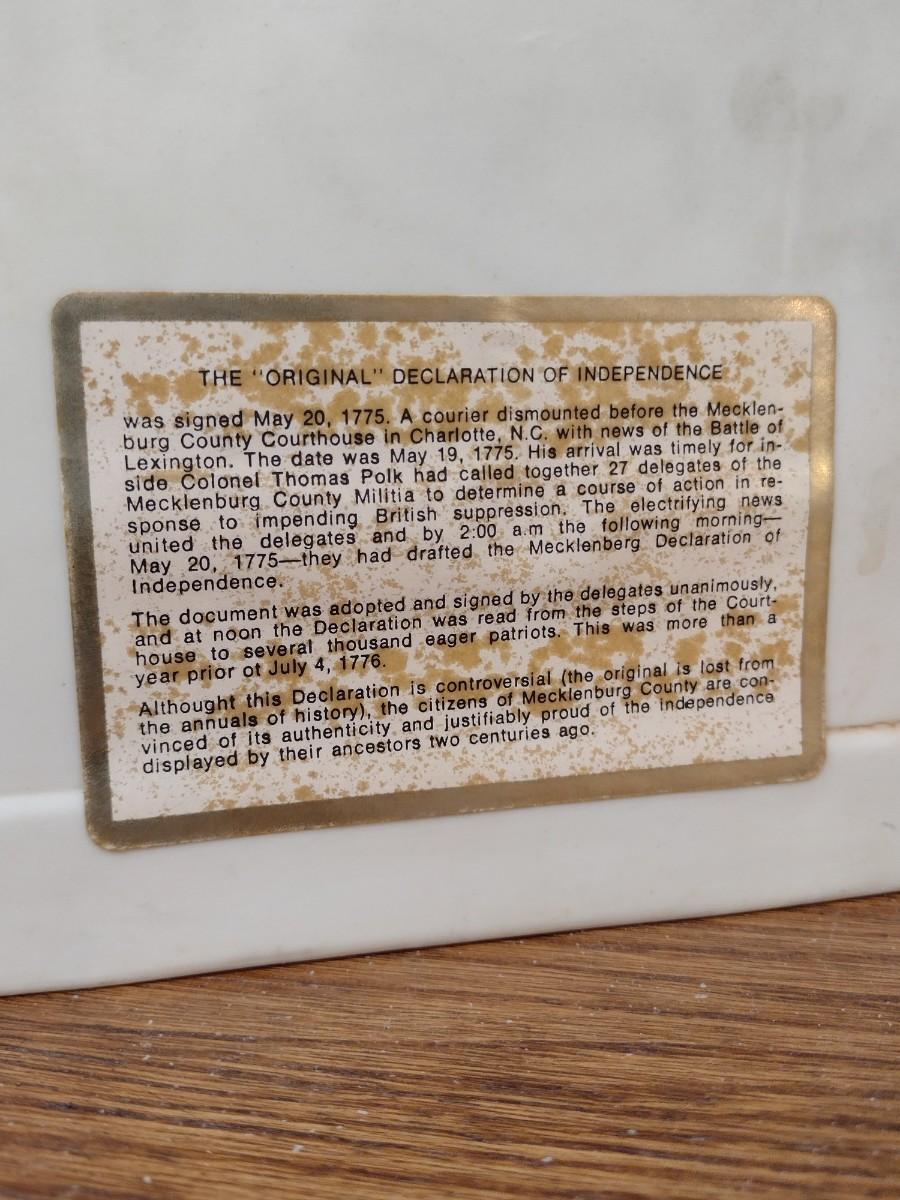 THE "ORIGINAL" DECLARATION OF INDEPENDENCE
was signed May 20, 1775. A courier dismounted before the Mecklen-
burg County Courthouse in Charlotte, N.C. with news of the Battle of
Lexington. The date was May 19, 1775. His arrival was timely for in-
side Colonel Thomas Polk had called together 27 delegates of the
Mecklenburg County Militia to determine a course of action in re-
sponse to impending British suppression. The electrifying news
united the delegates and by 2:00 a.m the following morning—
May 20, 1775—they had drafted the Mecklenberg Declaration of
Independence.
The document was adopted and signed by the delegates unanimously,
and at noon the Declaration was read from the steps of the Court-
house to several thousand eager patriots. This was more than a
year prior ot July 4, 1776.
Althought this Declaration is controversial (the original is lost from
the annuals of history), the citizens of Mecklenburg County are con-
vinced of its authenticity and justifiably proud of the independence
displayed by their ancestors two centuries ago.